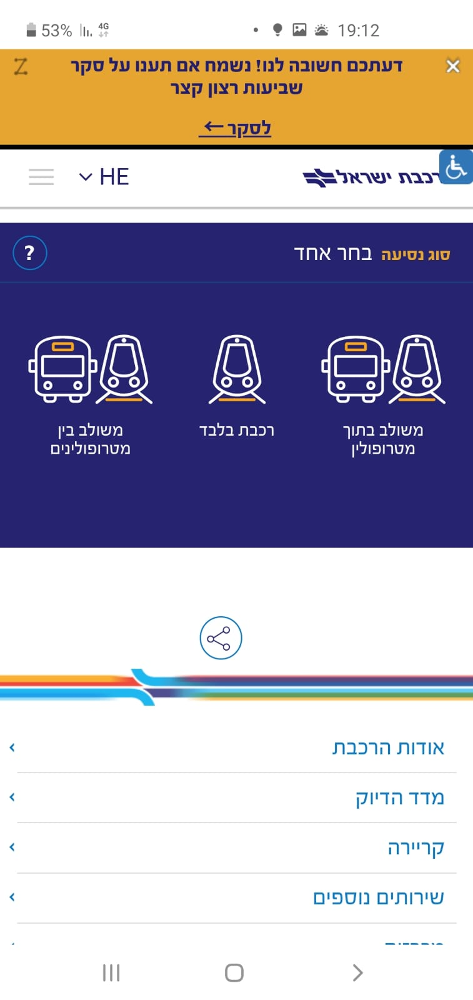 53% 4G 19:12
דעתכם חשובה לנו! נשמח אם תענו על סקר
שביעות רצון קצר
לסקר ←
HE
רכבת ישראל
סוג נסיעה בחר אחד
?
משולב בתוך
מטרופולין
רכבת בלבד
משולב בין
מטרופולינים
אודות הרכבת
מדד הדיוק
קריירה
שירותים נוספים